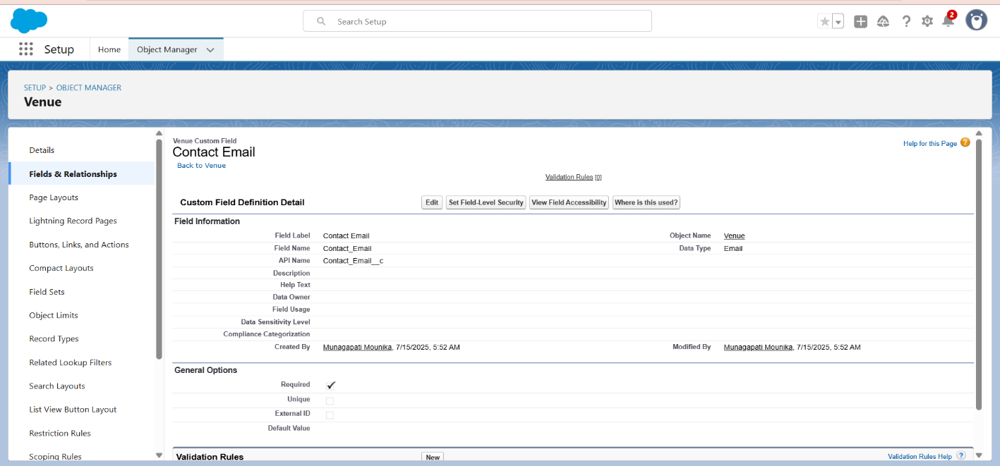 Search Setup
2
Setup
Home
Object Manager
SETUP > OBJECT MANAGER
Venue
Details
Fields & Relationships
Page Layouts
Lightning Record Pages
Buttons, Links, and Actions
Compact Layouts
Field Sets
Object Limits
Record Types
Related Lookup Filters
Search Layouts
List View Button Layout
Restriction Rules
Scoping Rules
Venue Custom Field
Contact Email
Back to Venue
Help for this Page ?
Validation Rules [0]
Custom Field Definition Detail
Edit
Set Field-Level Security
View Field Accessibility
Where is this used?
Field Information
Field Label Contact Email Object Name Venue
Field Name Contact_Email Data Type Email
API Name Contact_Email__c
Description
Help Text
Data Owner
Field Usage
Data Sensitivity Level
Compliance Categorization
Created By Munagapati Mounika, 7/15/2025, 5:52 AM Modified By Munagapati Mounika, 7/15/2025, 5:52 AM
General Options
Required
Unique
External ID
Default Value
Validation Rules
New
Validation Rules Help ?